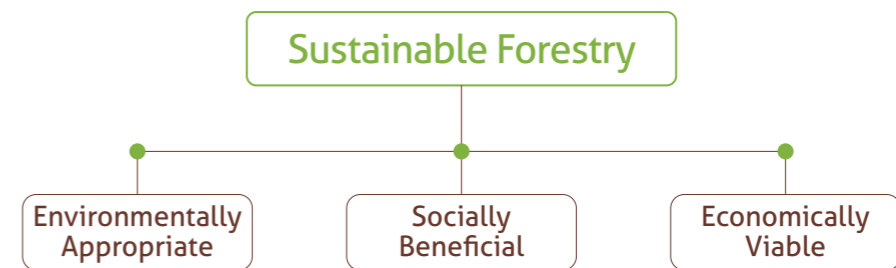 Sustainable Forestry
Environmentally
Appropriate
Socially
Beneficial
Economically
Viable